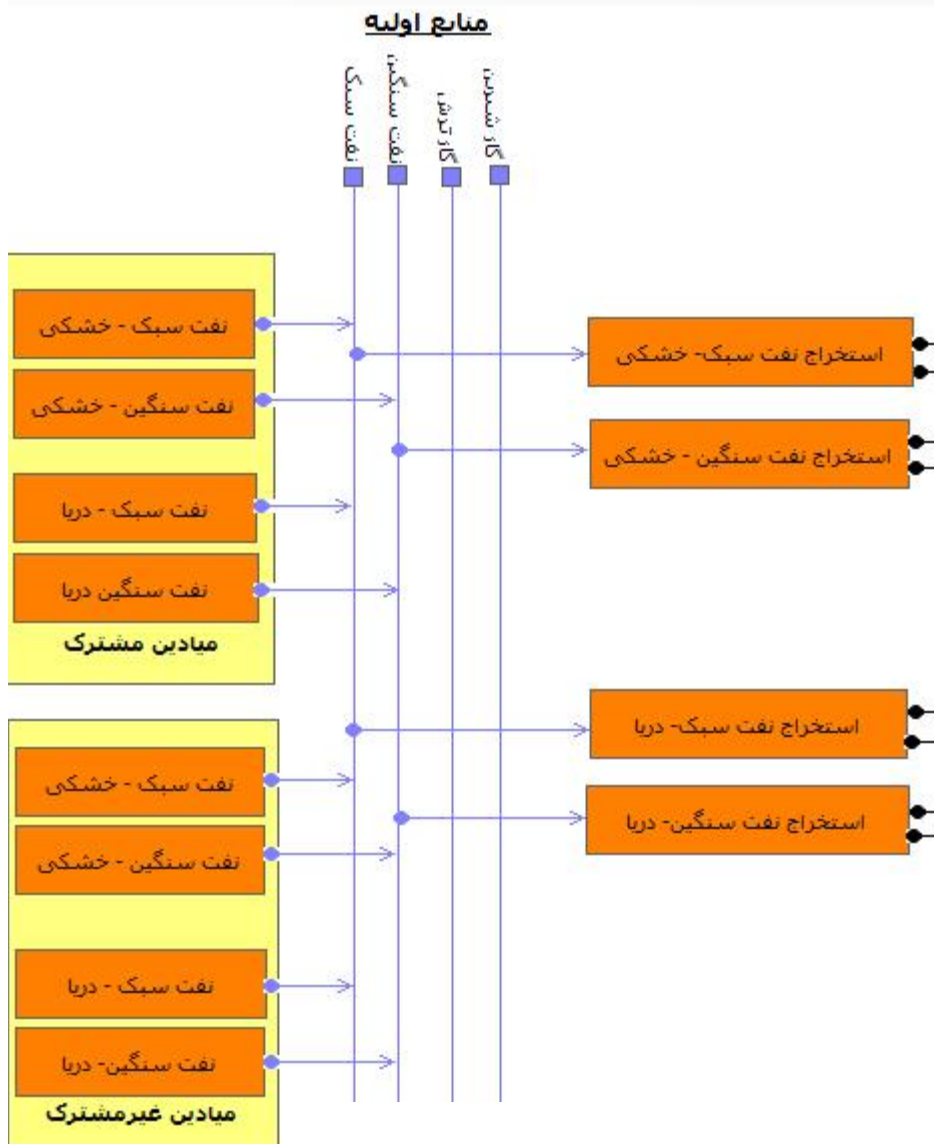 منابع اولیه
نفت سبک
نفت سنگین
گاز ترش
گاز شیرین
نفت سبک - خشکی
نفت سنگین - خشکی
نفت سبک - دریا
نفت سنگین دریا
میادین مشترک
نفت سبک - خشکی
نفت سنگین - خشکی
نفت سبک - دریا
نفت سنگین- دریا
میادین غیرمشترک
استخراج نفت سبک- خشکی
استخراج نفت سنگین - خشکی
استخراج نفت سبک- دریا
استخراج نفت سنگین- دریا